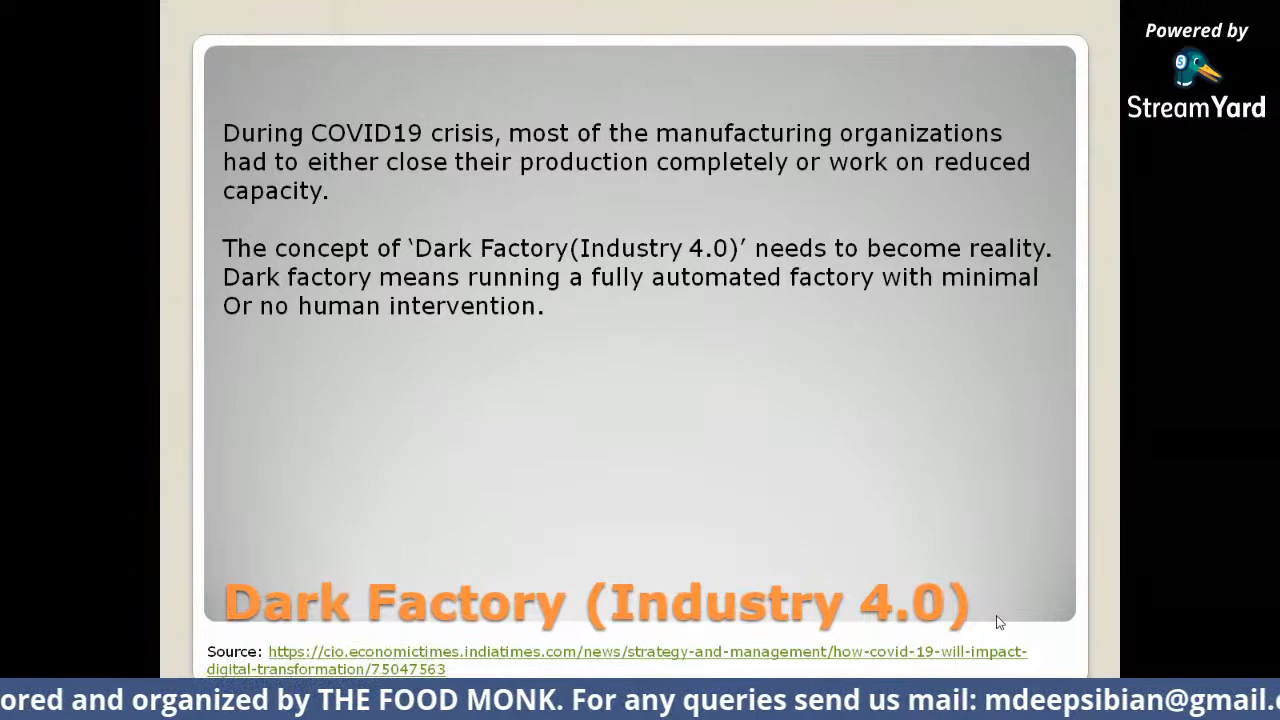 Powered by
StreamYard
During COVID19 crisis, most of the manufacturing organizations
had to either close their production completely or work on reduced
capacity.
The concept of ‘Dark Factory(Industry 4.0)’ needs to become reality.
Dark factory means running a fully automated factory with minimal
Or no human intervention.
Dark Factory (Industry 4.0)
Source: https://cio.economictimes.indiatimes.com/news/strategy-and-management/how-covid-19-will-impact-
digital-transformation/75047563
ored and organized by THE FOOD MONK. For any queries send us mail: mdeepsibian@gmail.c